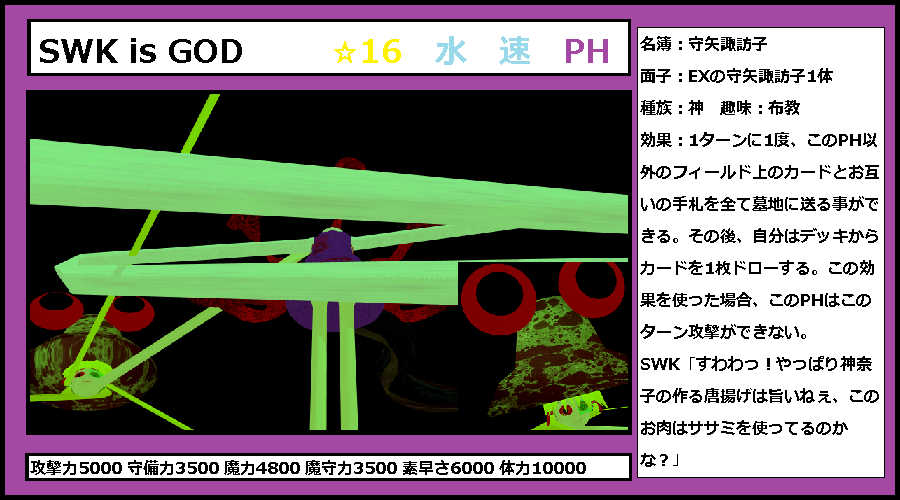 SWK is GOD ☆16 水 速 PH
名簿：守矢諏訪子
面子：EXの守矢諏訪子1体
種族：神 趣味：布教
効果：1ターンに1度、このPH以
外のフィールド上のカードとお互
いの手札を全て墓地に送る事がで
きる。その後、自分はデッキから
カードを1枚ドローする。この効
果を使った場合、このPHはこの
ターン攻撃ができない。
SWK「すわわっ！やっぱり神奈
子の作る唐揚げは旨いねぇ、この
お肉はササミを使ってるのか
な？」
攻撃力5000 守備力3500 魔力4800 魔守力3500 素早さ6000 体力10000